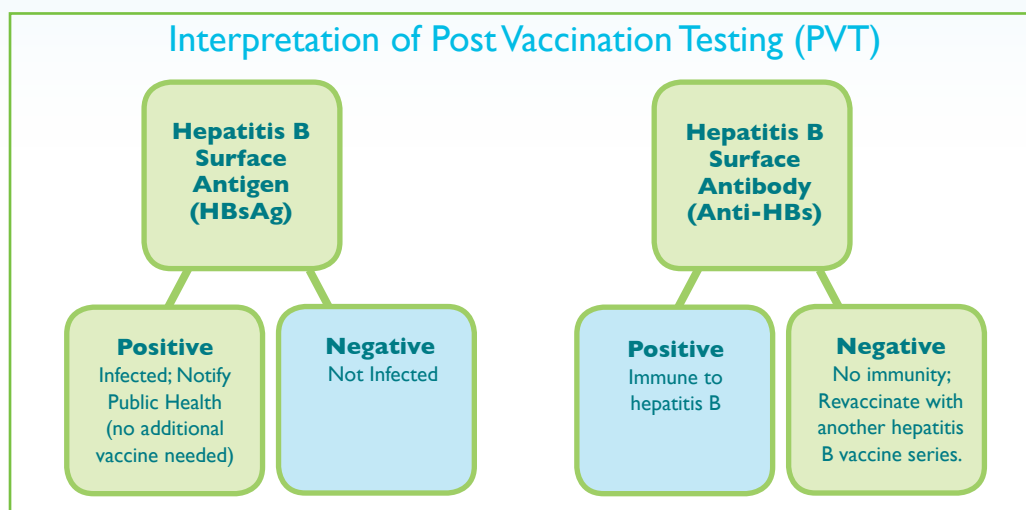 Interpretation of Post Vaccination Testing (PVT)
Hepatitis B
Surface
Antigen
(HBsAg)
Positive
Infected; Notify
Public Health
(no additional
vaccine needed)
Negative
Not Infected
Hepatitis B
Surface
Antibody
(Anti-HBs)
Positive
Immune to
hepatitis B
Negative
No immunity;
Revaccinate with
another hepatitis
B vaccine series.